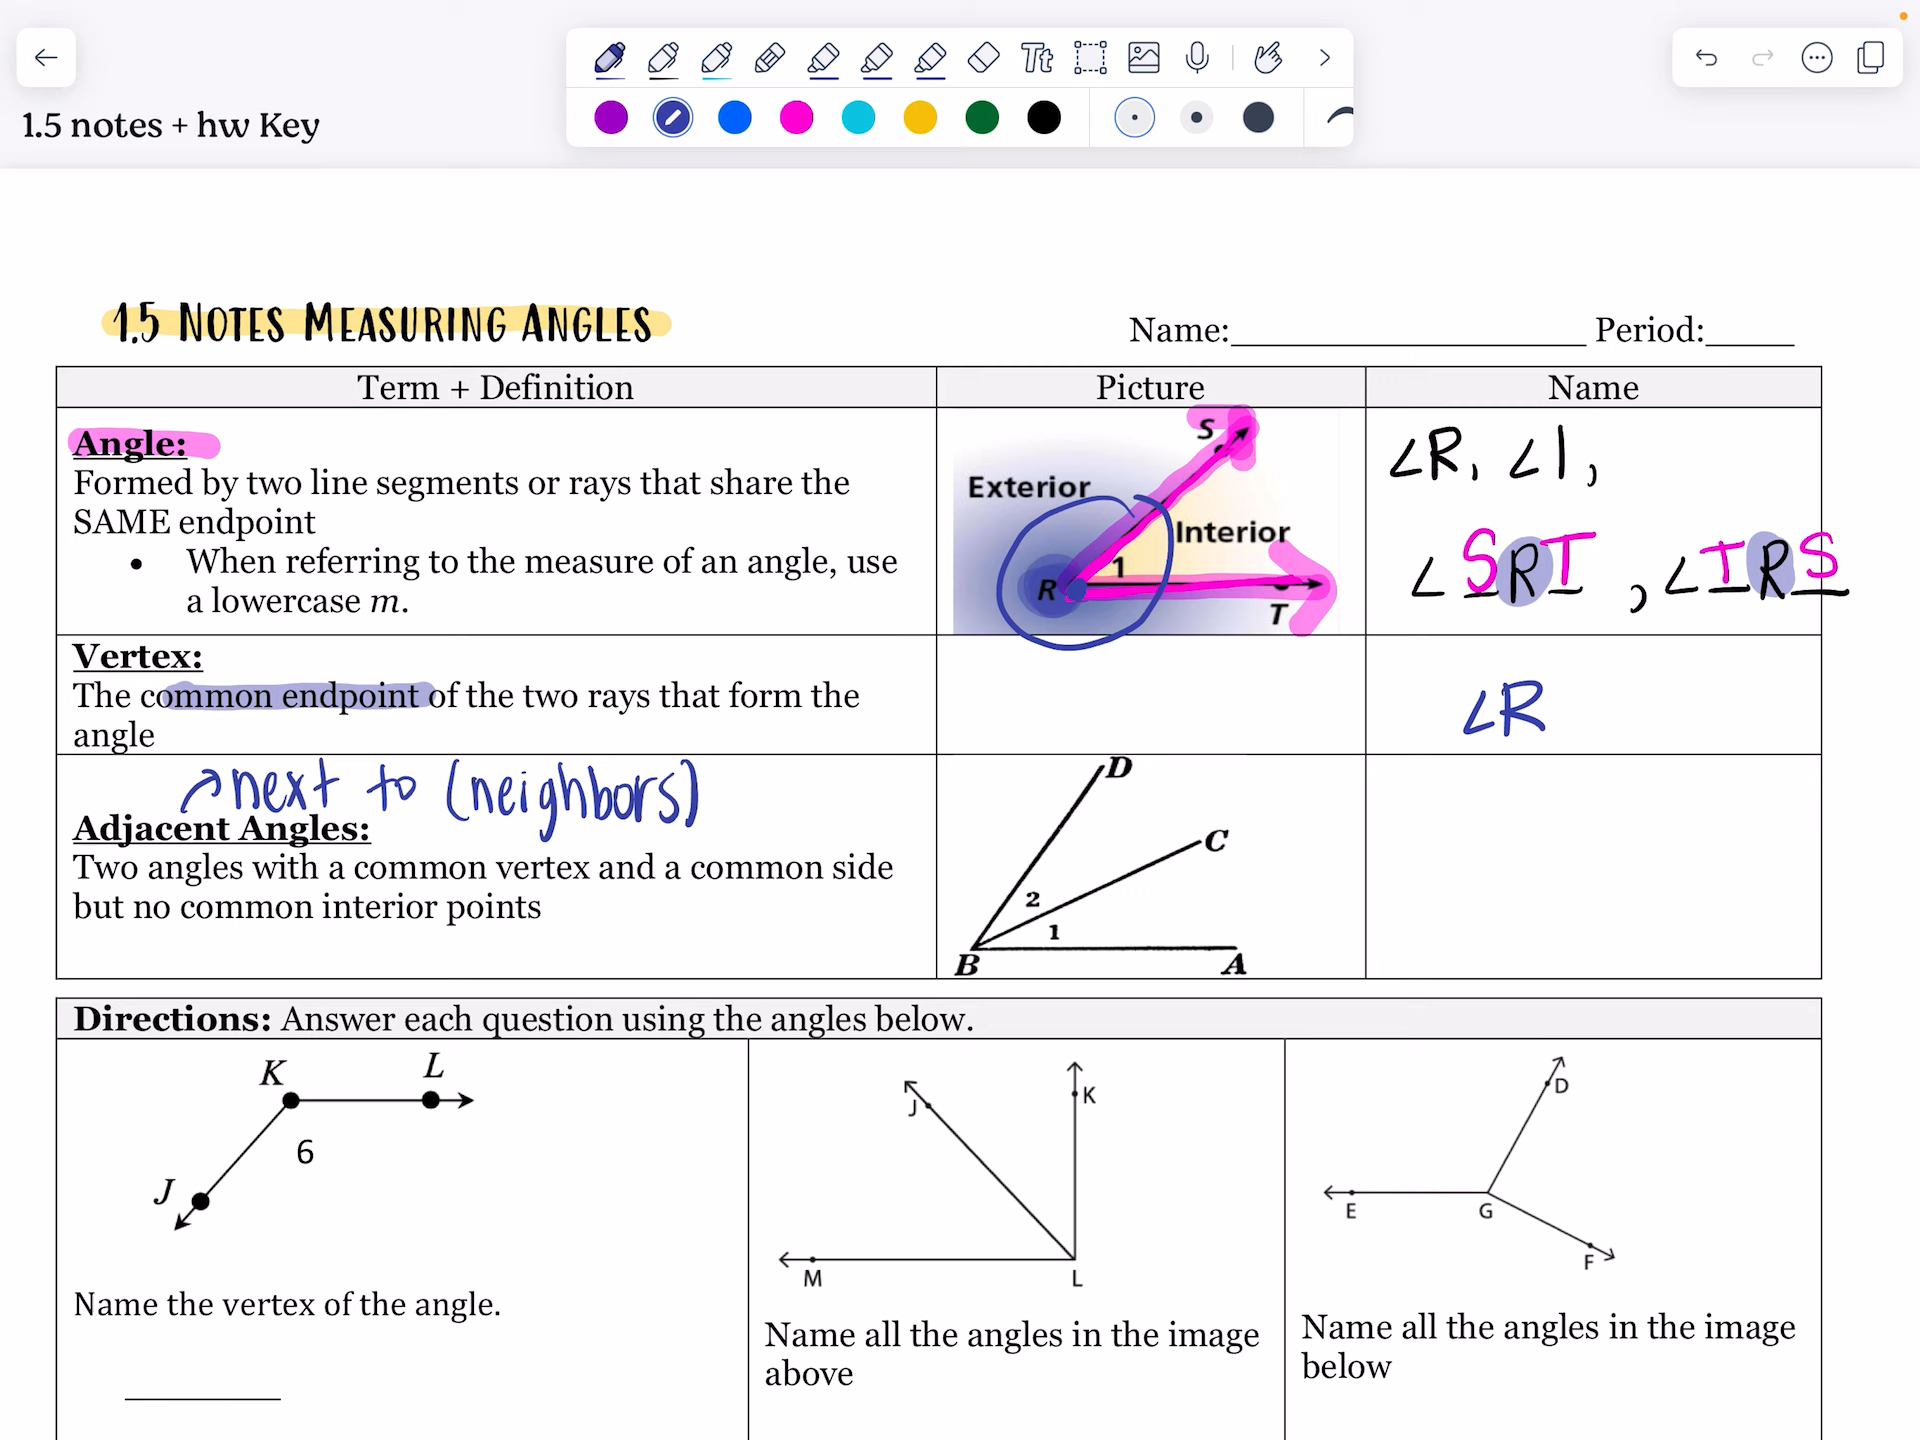 Tt
1.5 notes + hw Key
1.5 NOTES MEASURING ANGLES
Name:____________________ Period:_____
Term + Definition
Picture
Name
Angle:
Formed by two line segments or rays that share the
SAME endpoint
• When referring to the measure of an angle, use
a lowercase m.
S
Exterior
Interior
1
R
T
∠R, ∠1,
∠SRT, ∠TRS
Vertex:
The common endpoint of the two rays that form the
angle
∠R
next to (neighbors)
Adjacent Angles:
Two angles with a common vertex and a common side
but no common interior points
D
C
2
1
B
A
Directions: Answer each question using the angles below.
K
L
6
J
Name the vertex of the angle.
_________
J
K
M
L
Name all the angles in the image
above
D
E
G
F
Name all the angles in the image
below